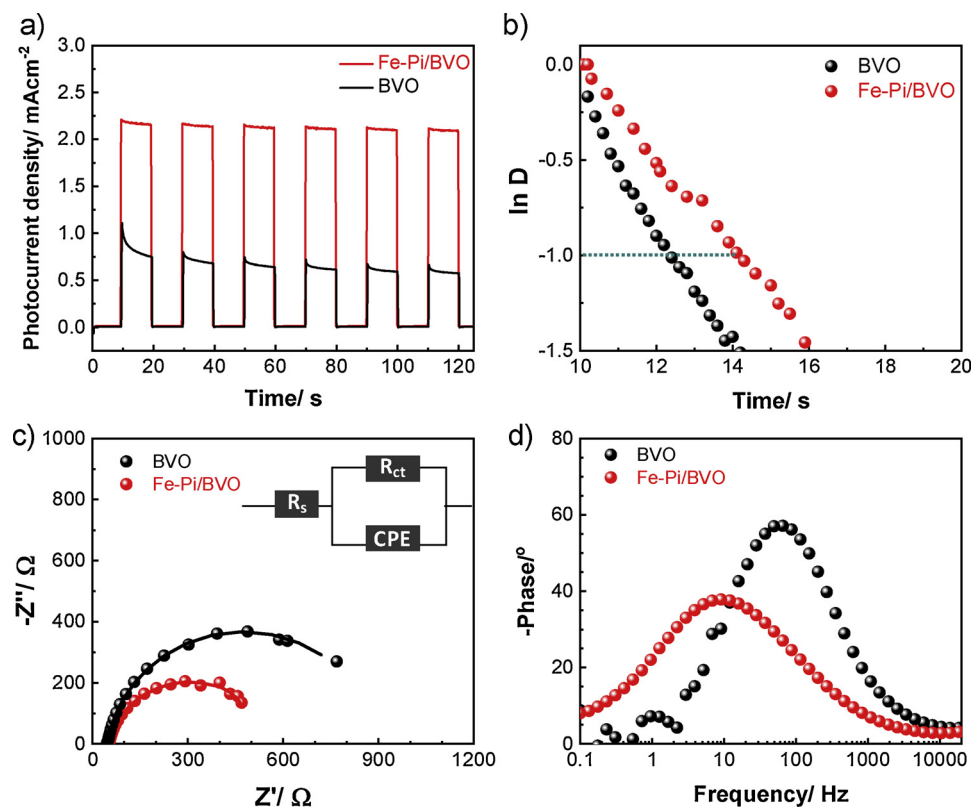 a)
3.0
2.5
2.0
1.5
1.0
0.5
0.0
Photocurrent density/ mAcm⁻²
Fe-Pi/BVO
BVO
0 20 40 60 80 100 120
Time/ s
b)
0.0
-0.5
-1.0
-1.5
ln D
BVO
Fe-Pi/BVO
10 12 14 16 18 20
Time/ s
c)
1000
800
600
400
200
0
-Z''/ Ω
BVO
Fe-Pi/BVO
Rs
Rct
CPE
0 300 600 900 1200
Z'/ Ω
d)
80
60
40
20
0
-Phase/º
BVO
Fe-Pi/BVO
0.1 1 10 100 1000 10000
Frequency/ Hz